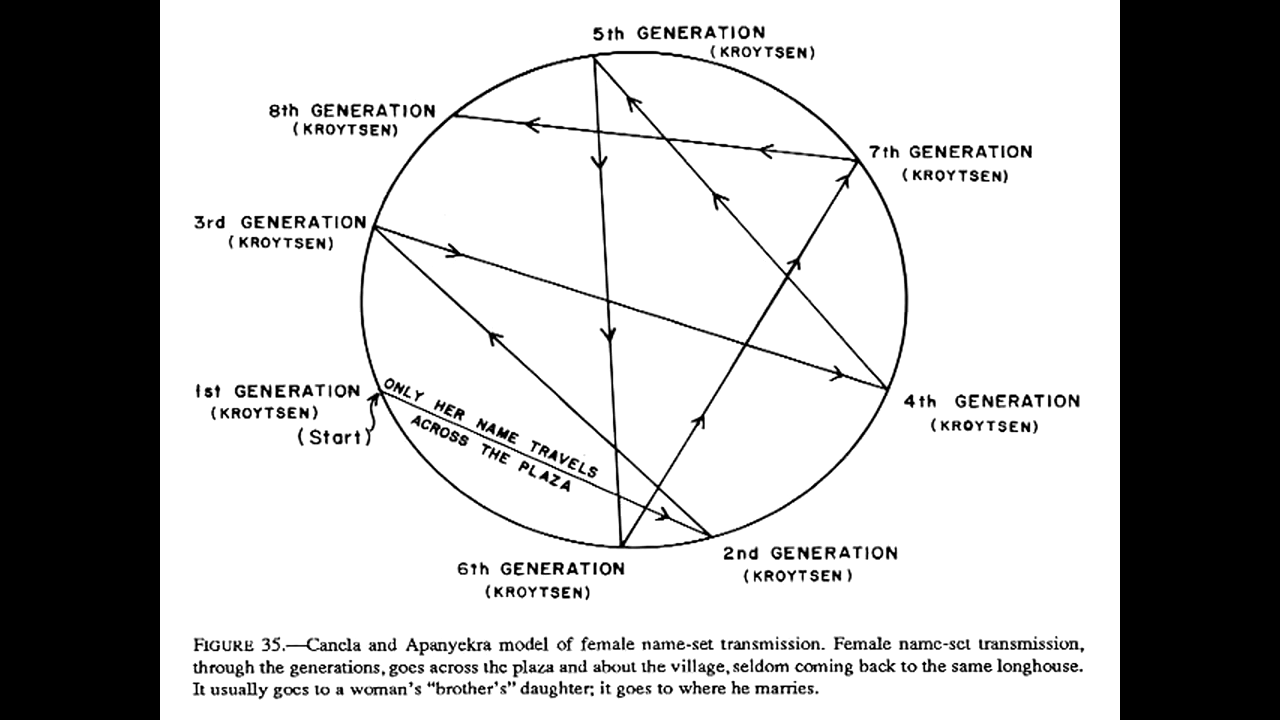 5th GENERATION
(KROYTSEN)
8th GENERATION
(KROYTSEN)
7th GENERATION
(KROYTSEN)
3rd GENERATION
(KROYTSEN)
1st GENERATION
(KROYTSEN)
(Start)
ONLY HER NAME TRAVELS
ACROSS THE PLAZA
4th GENERATION
(KROYTSEN)
2nd GENERATION
(KROYTSEN)
6th GENERATION
(KROYTSEN)
FIGURE 35.—Canela and Apanyekra model of female name-set transmission. Female name-set transmission,
through the generations, goes across the plaza and about the village, seldom coming back to the same longhouse.
It usually goes to a woman's "brother's" daughter; it goes to where he marries.